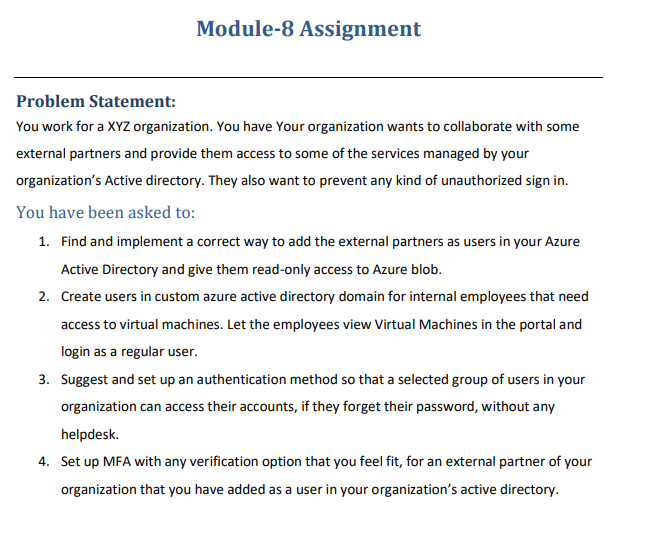 Module-8 Assignment
Problem Statement:
You work for a XYZ organization. You have Your organization wants to collaborate with some
external partners and provide them access to some of the services managed by your
organization's Active directory. They also want to prevent any kind of unauthorized sign in.
You have been asked to:
1. Find and implement a correct way to add the external partners as users in your Azure
Active Directory and give them read-only access to Azure blob.
2. Create users in custom azure active directory domain for internal employees that need
access to virtual machines. Let the employees view Virtual Machines in the portal and
login as a regular user.
3. Suggest and set up an authentication method so that a selected group of users in your
organization can access their accounts, if they forget their password, without any
helpdesk.
4. Set up MFA with any verification option that you feel fit, for an external partner of your
organization that you have added as a user in your organization's active directory.